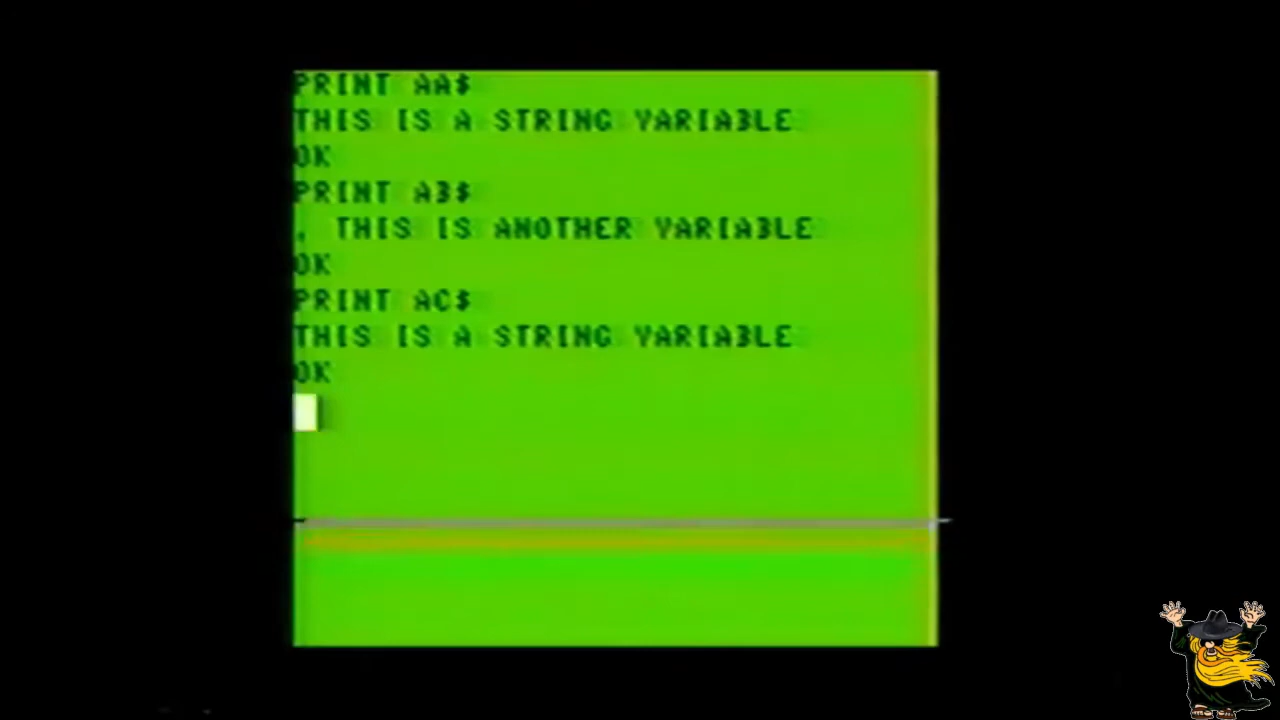 PRINT AA$
THIS IS A STRING VARIABLE
OK
PRINT AB$
, THIS IS ANOTHER VARIABLE
OK
PRINT AC$
THIS IS A STRING VARIABLE
OK